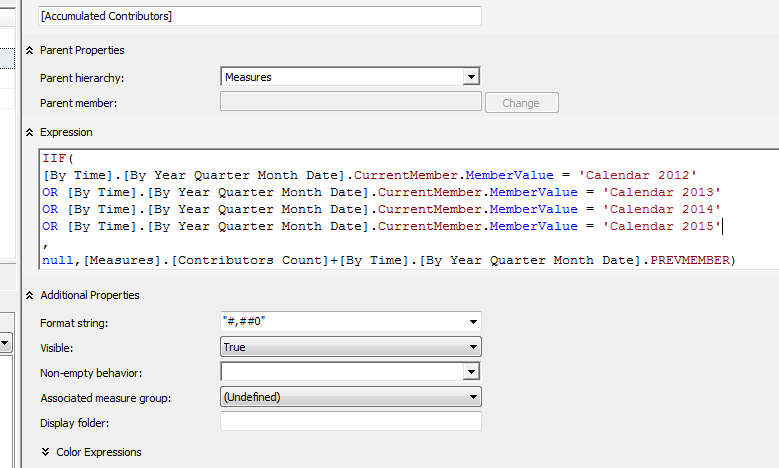 [Accumulated Contributors]
Parent Properties
Parent hierarchy:
Measures
Parent member:
Change
Expression
IIF(
[By Time].[By Year Quarter Month Date].CurrentMember.MemberValue = 'Calendar 2012'
OR [By Time].[By Year Quarter Month Date].CurrentMember.MemberValue = 'Calendar 2013'
OR [By Time].[By Year Quarter Month Date].CurrentMember.MemberValue = 'Calendar 2014'
OR [By Time].[By Year Quarter Month Date].CurrentMember.MemberValue = 'Calendar 2015'
,
null,[Measures].[Contributors Count]+[By Time].[By Year Quarter Month Date].PREVMEMBER)
Additional Properties
Format string:
"#,##0"
Visible:
True
Non-empty behavior:
Associated measure group:
(Undefined)
Display folder:
Color Expressions